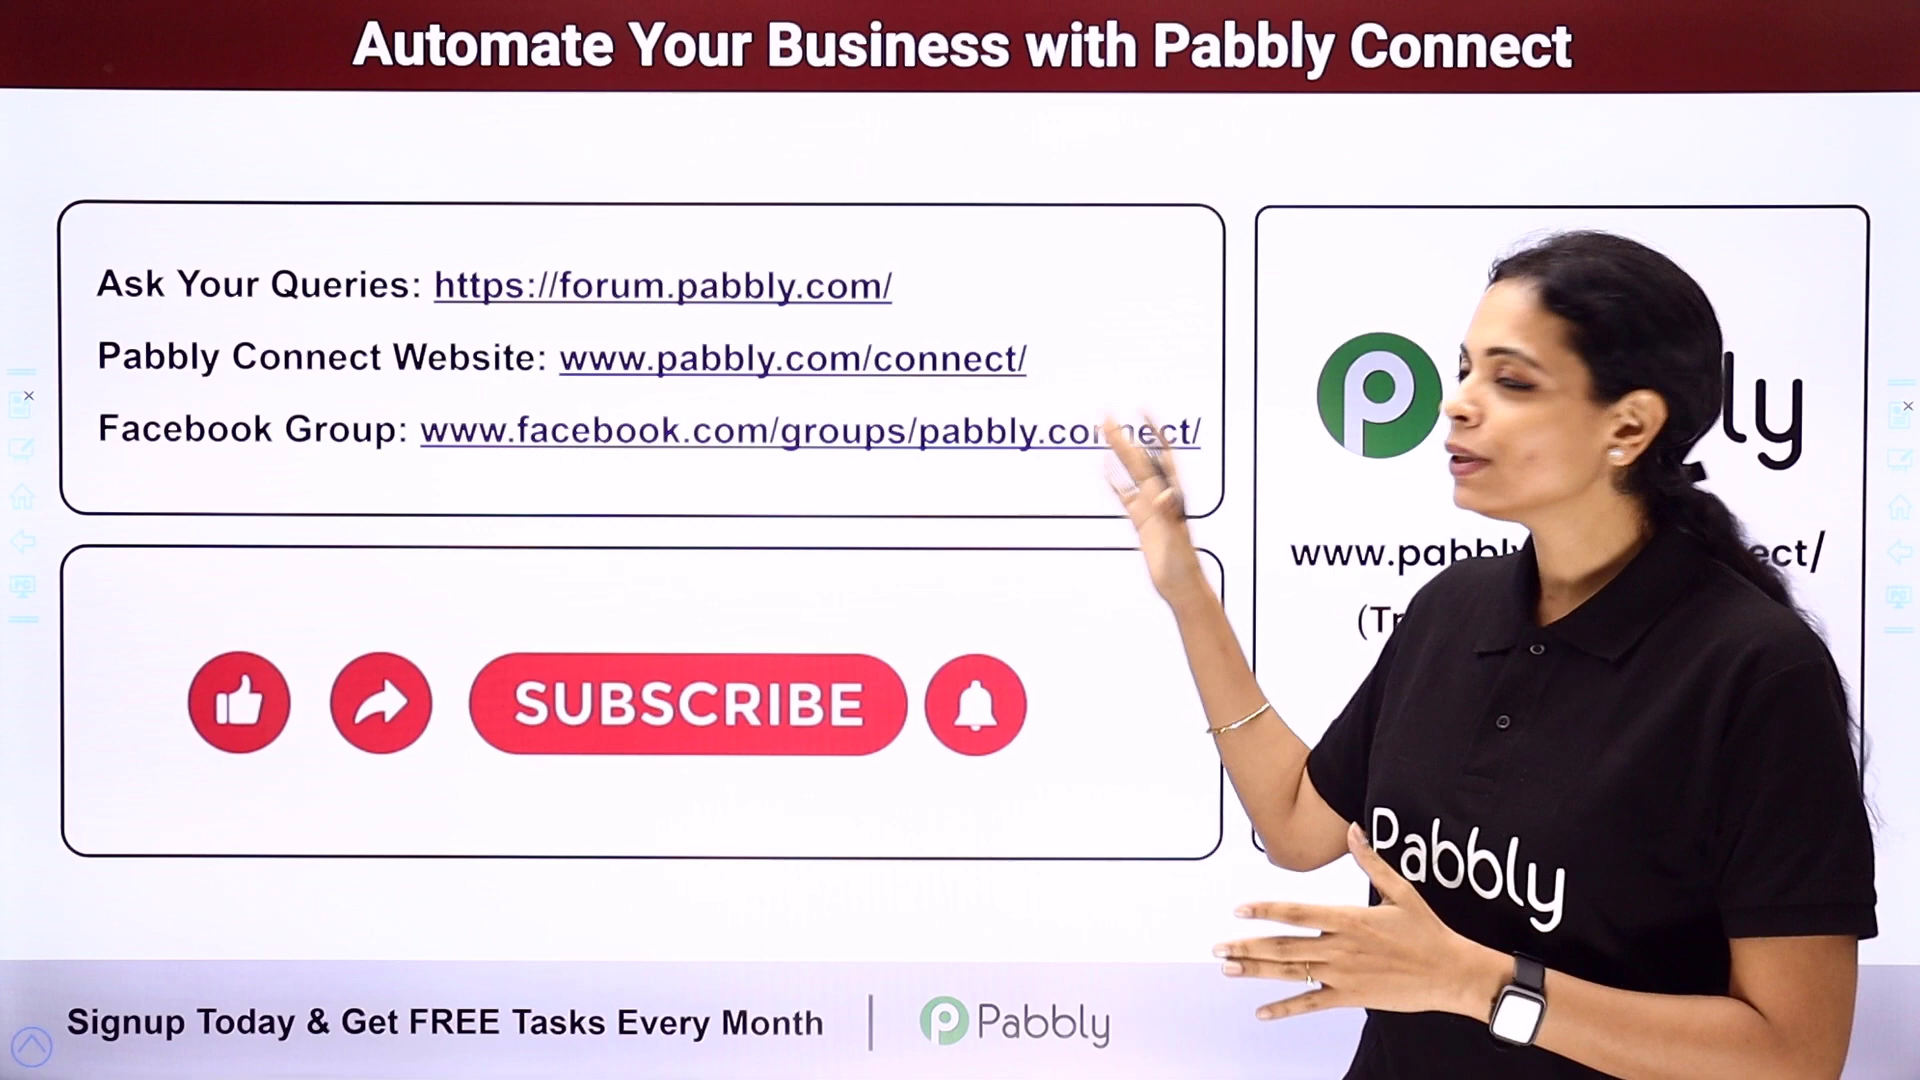 Automate Your Business with Pabbly Connect
Ask Your Queries: https://forum.pabbly.com/
Pabbly Connect Website: www.pabbly.com/connect/
Facebook Group: www.facebook.com/groups/pabbly.connect/
SUBSCRIBE
Pabbly
Signup Today & Get FREE Tasks Every Month
Pabbly